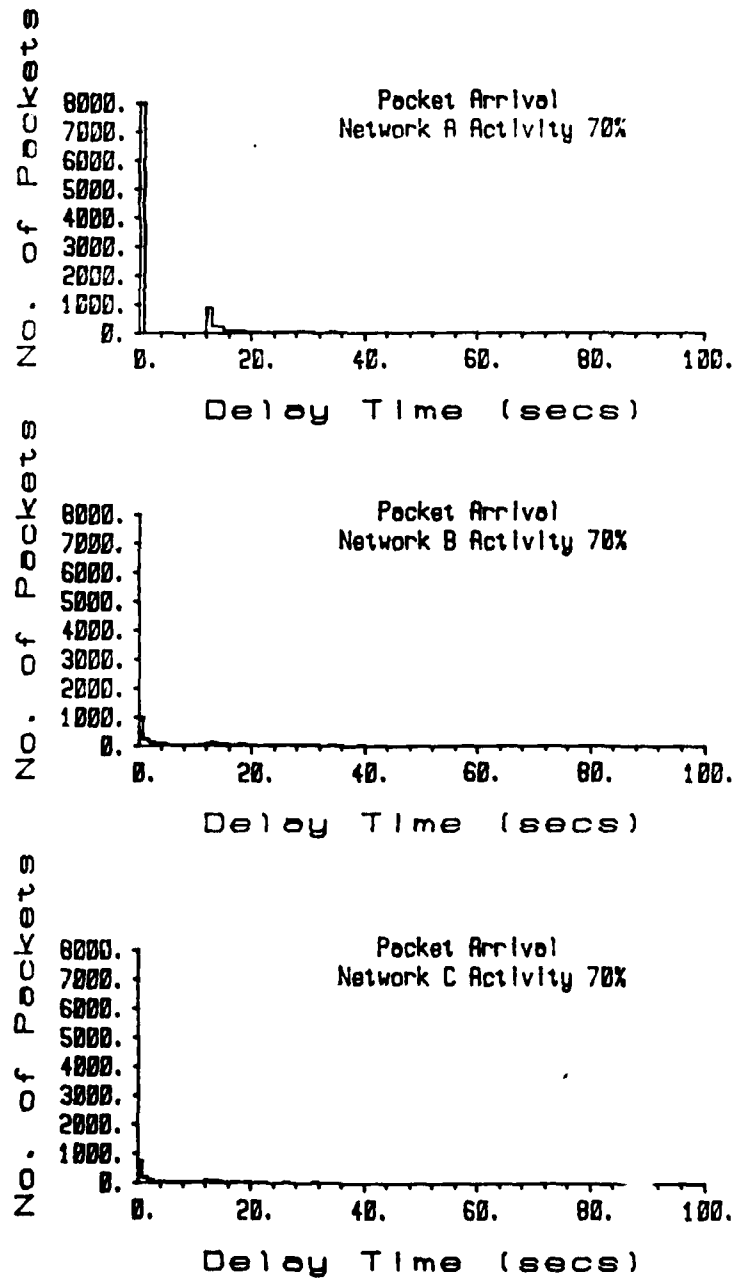 No. of Packets
Packet Arrival
Network A Activity 70%
8000.
7000.
6000.
5000.
4000.
3000.
2000.
1000.
0.
0. 20. 40. 60. 80. 100.
Delay Time (secs)
No. of Packets
Packet Arrival
Network B Activity 70%
8000.
7000.
6000.
5000.
4000.
3000.
2000.
1000.
0.
0. 20. 40. 60. 80. 100.
Delay Time (secs)
No. of Packets
Packet Arrival
Network C Activity 70%
8000.
7000.
6000.
5000.
4000.
3000.
2000.
1000.
0.
0. 20. 40. 60. 80. 100.
Delay Time (secs)